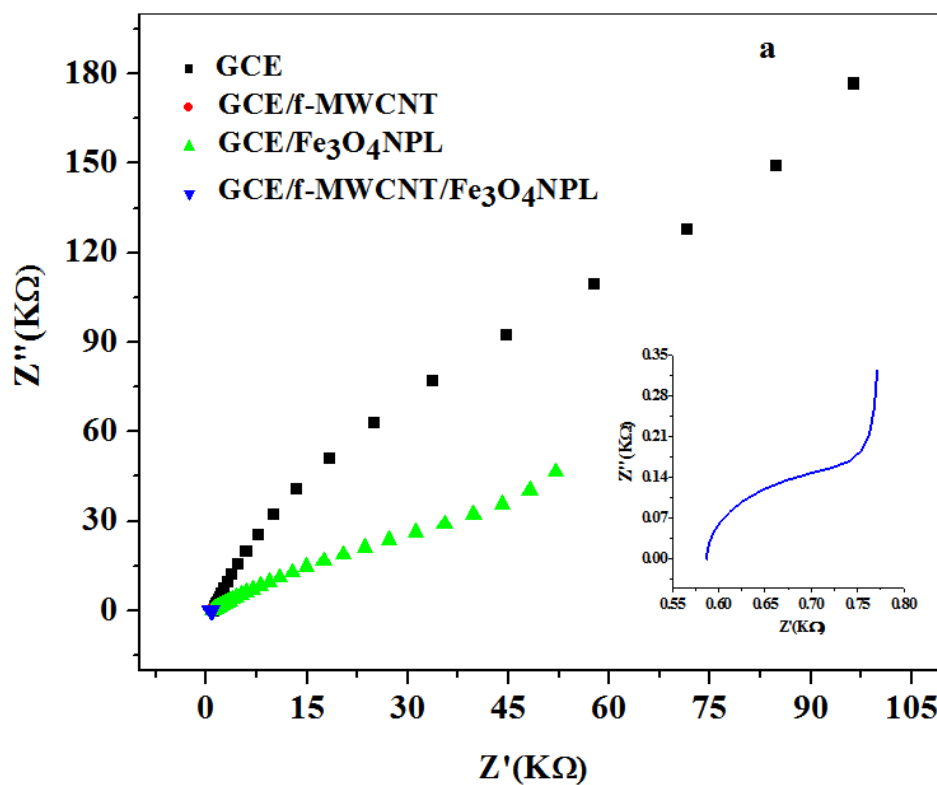 a
GCE
GCE/f-MWCNT
GCE/Fe3O4NPL
GCE/f-MWCNT/Fe3O4NPL
Z''(KΩ)
180
150
120
90
60
30
0
0 15 30 45 60 75 90 105
Z'(KΩ)
Z''(KΩ)
0.35
0.28
0.21
0.14
0.07
0.00
0.55 0.60 0.65 0.70 0.75 0.80
Z'(KΩ)